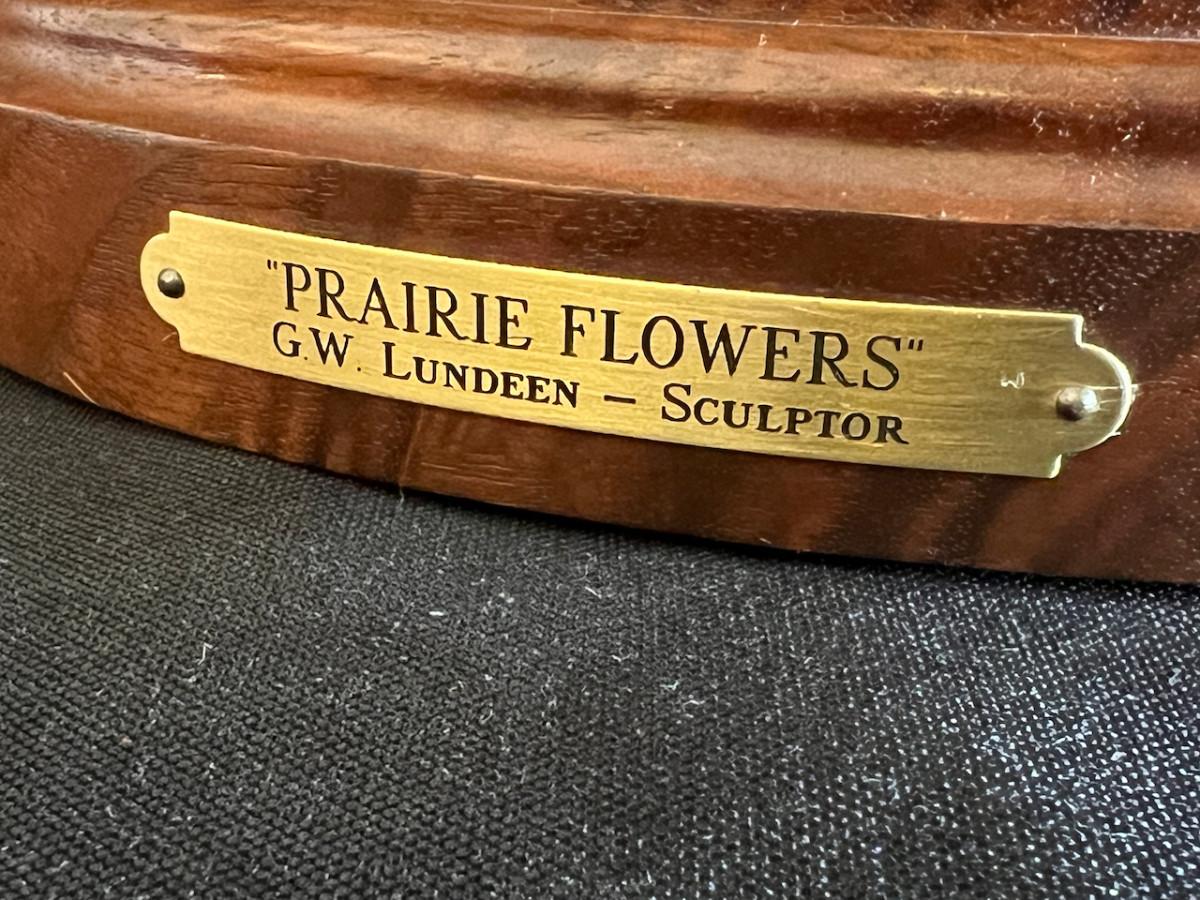 "PRAIRIE FLOWERS"
G.W. LUNDEEN – SCULPTOR